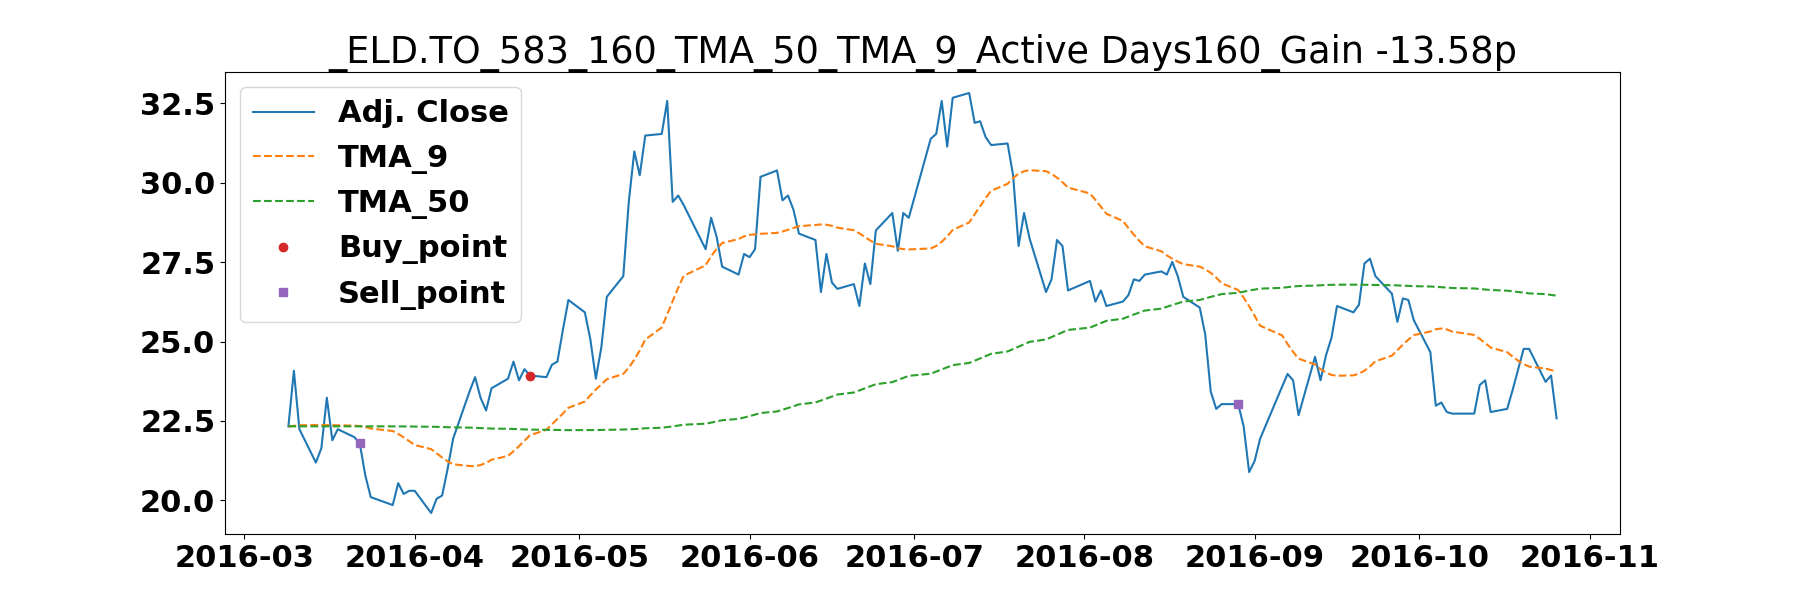 _ELD.TO_583_160_TMA_50_TMA_9_Active Days160_Gain -13.58p
32.5
30.0
27.5
25.0
22.5
20.0
Adj. Close
TMA_9
TMA_50
Buy_point
Sell_point
2016-03 2016-04 2016-05 2016-06 2016-07 2016-08 2016-09 2016-10 2016-11